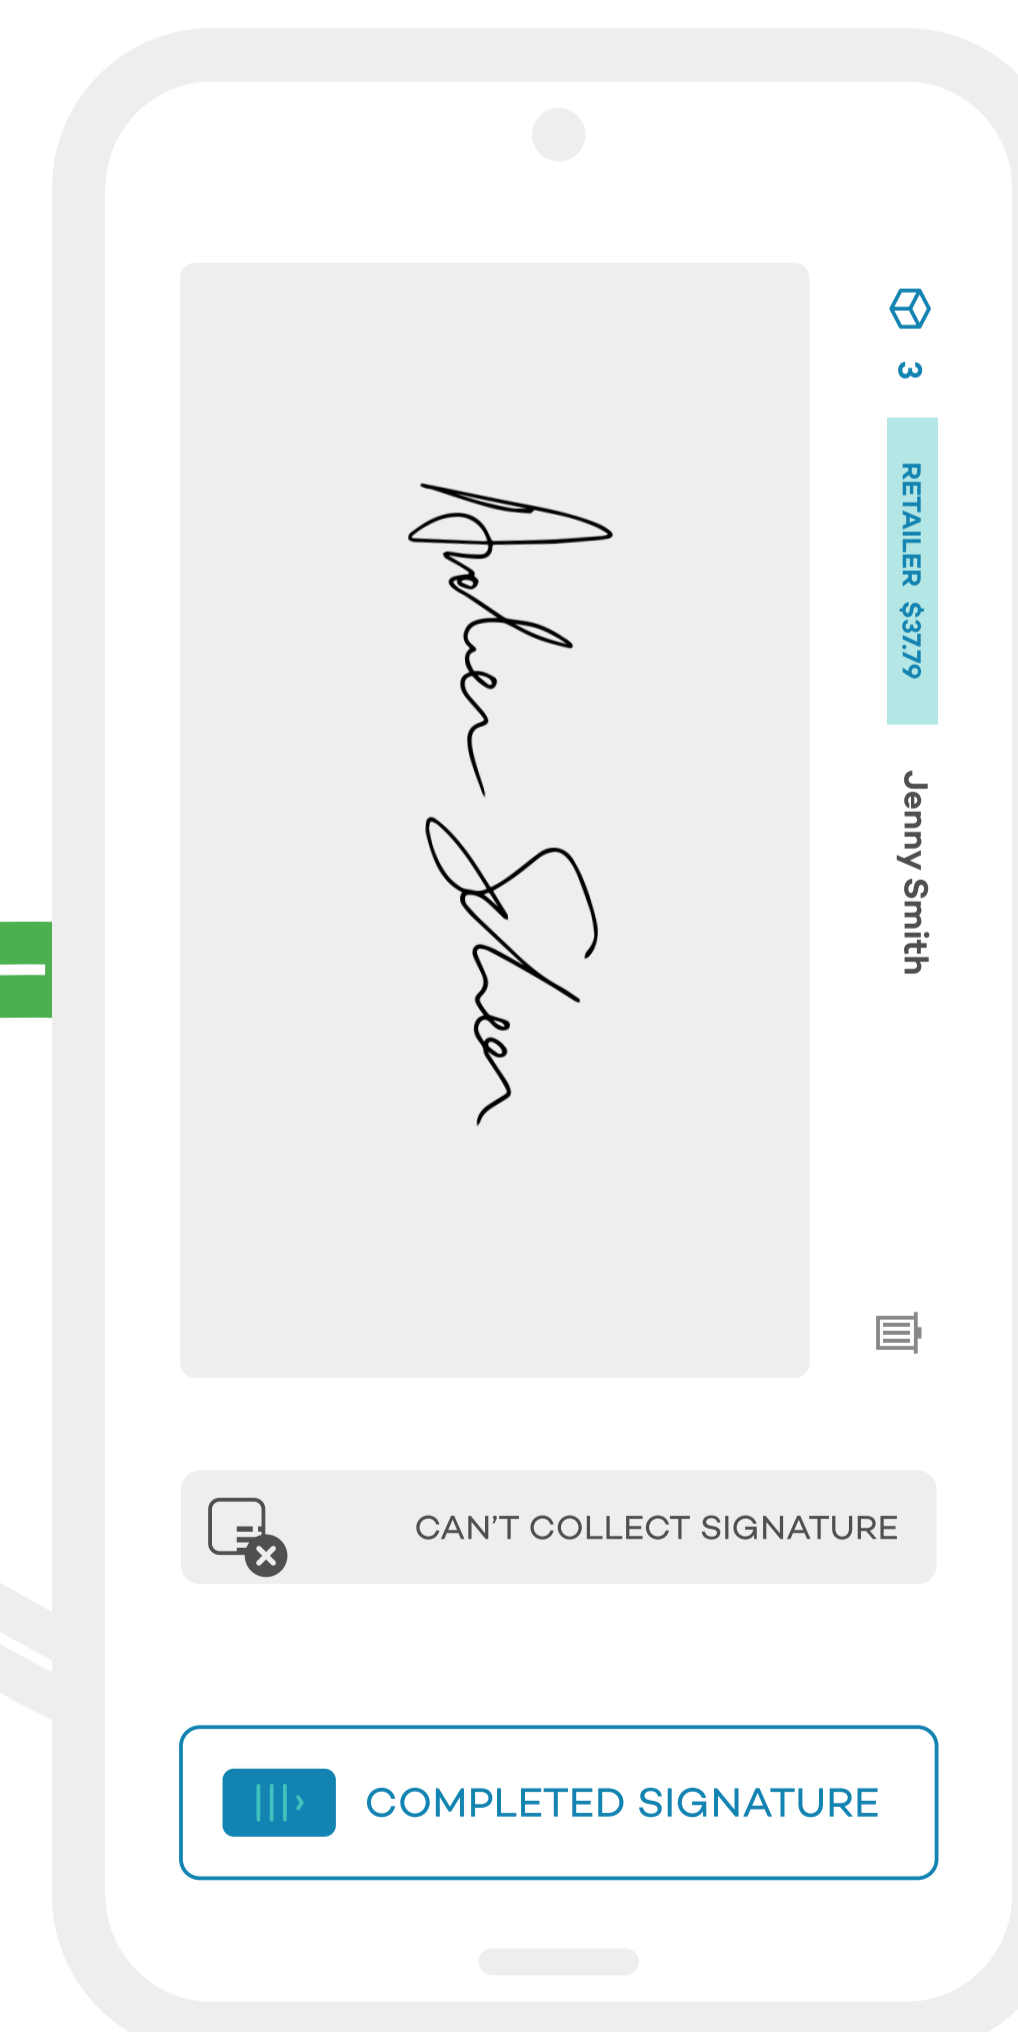 3 RETAILER $37.79 Jenny Smith
CAN’T COLLECT SIGNATURE
COMPLETED SIGNATURE